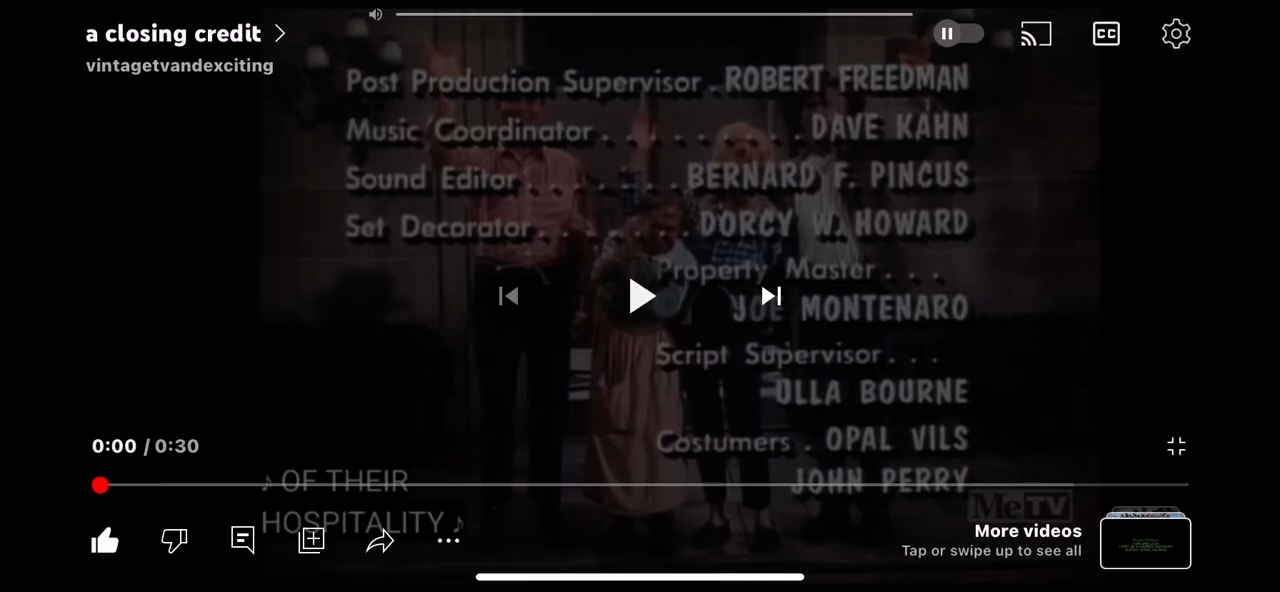 a closing credit
vintagetvandexciting
CC
Post Production Supervisor . ROBERT FREEDMAN
Music Coordinator . . . . . . . . . DAVE KAHN
Sound Editor . . . . . . . BERNARD F. PINCUS
Set Decorator . . . . . . . DORCY W. HOWARD
Property Master . . .
JOE MONTENARO
Script Supervisor . . .
ULLA BOURNE
Costumers . OPAL VILS
JOHN PERRY
0:00 / 0:30
♪ OF THEIR
HOSPITALITY ♪
MeTV
More videos
Tap or swipe up to see all